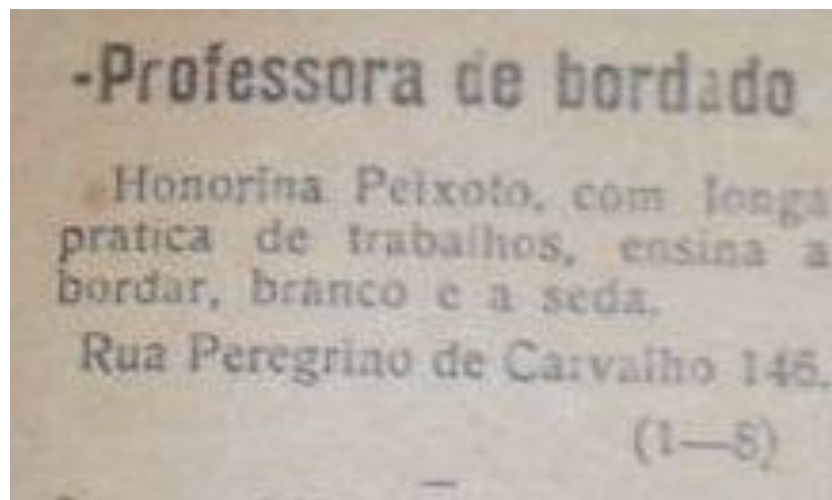 -Professora de bordado
Honorina Peixoto, com longa
pratica de trabalhos, ensina a
bordar, branco e a seda.
Rua Peregrino de Carvalho 146.
(1—8)